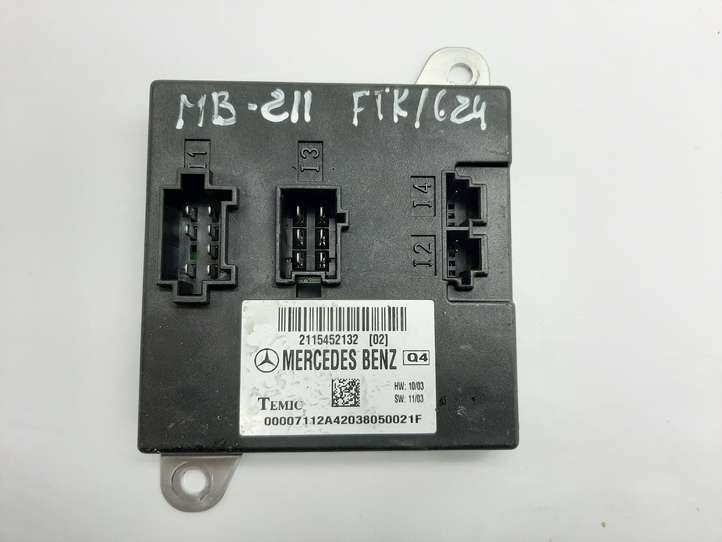 MB-211 FTK/624
I1
I3
I4
I2
2115452132 [02]
MERCEDES BENZ Q4
HW: 10/03
TEMIC SW: 11/03
00007112A42038050021F